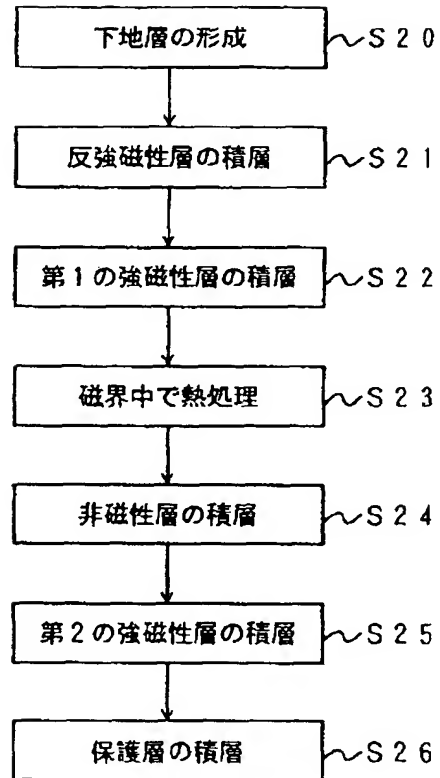 下地層の形成 S20
反強磁性層の積層 S21
第1の強磁性層の積層 S22
磁界中で熱処理 S23
非磁性層の積層 S24
第2の強磁性層の積層 S25
保護層の積層 S26